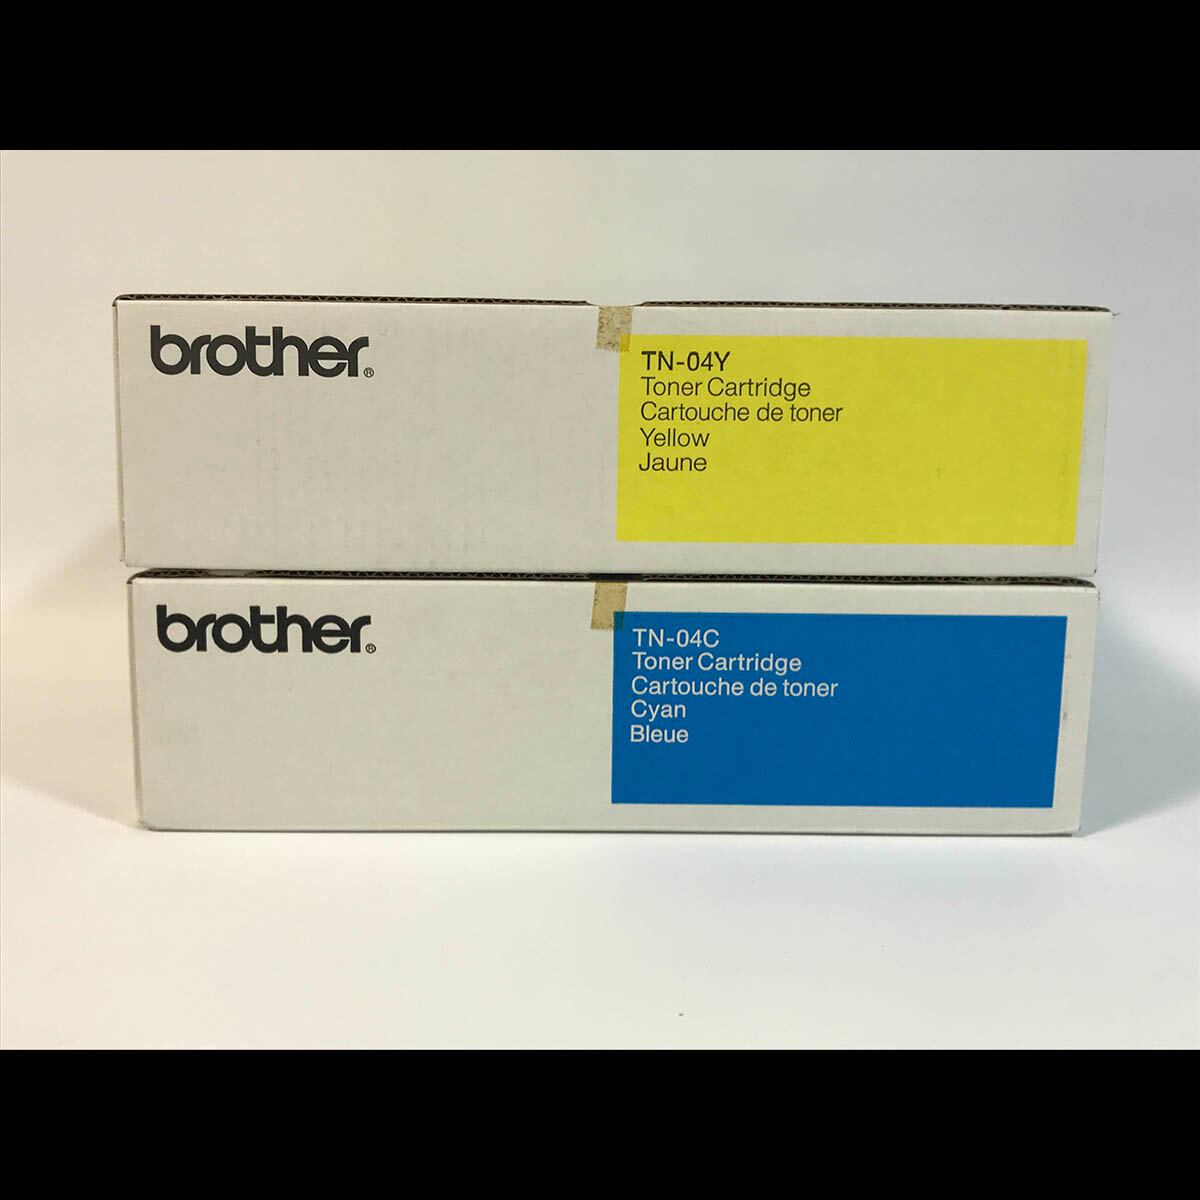 brother®
TN-04Y
Toner Cartridge
Cartouche de toner
Yellow
Jaune
brother®
TN-04C
Toner Cartridge
Cartouche de toner
Cyan
Bleue